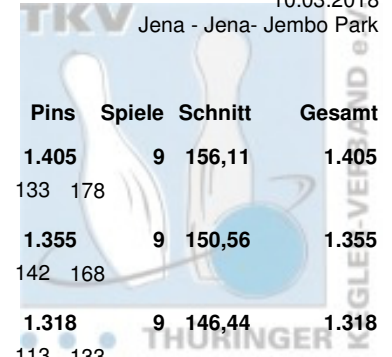 10.03.2018
TKV
Jena - Jena- Jembo Park
Pins Spiele Schnitt Gesamt
1.405 9 156,11 1.405
133 178
1.355 9 150,56 1.355
142 168
1.318 9 146,44 1.318
113 133
THÜRINGER
KEGLER-VERBAND e.V.